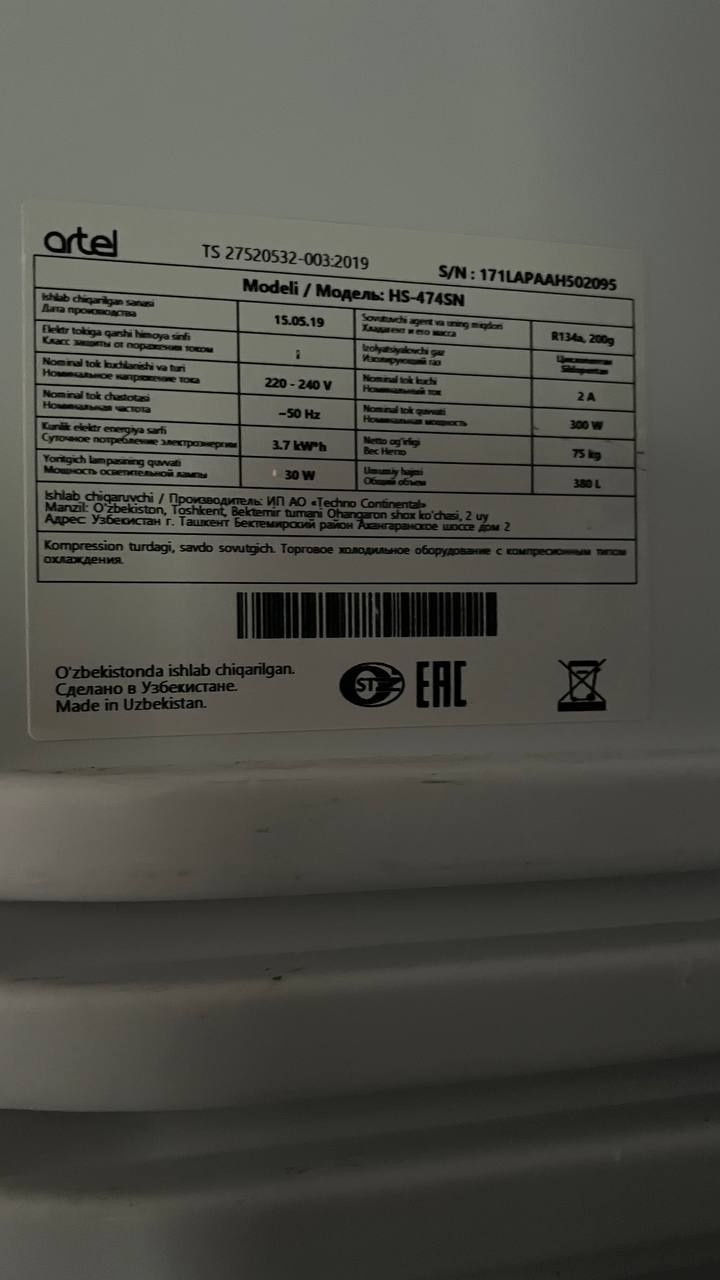 artel
TS 27520532-003:2019
S/N : 171LAPAAH502095
Modeli / Модель: HS-474SN
Ishlab chiqarilgan sanasi
Дата производства
15.05.19
Sovutuvchi agent va uning miqdori
Хладагент и его масса
R134a, 200g
Elektr tokiga qarshi himoya sinfi
Класс защиты от поражения током
Izolyatsiyalovchi gaz
Изолирующий газ
Nominal tok kuchlanishi va turi
Номинальное напряжение тока
220 - 240 V
Nominal tok kuchi
Номинальный ток
2 A
Nominal tok chastotasi
Номинальная частота
~50 Hz
Nominal tok quvvati
Номинальная мощность
300 W
Kunlik elektr energiya sarfi
Суточное потребление электроэнергии
3.7 kW*h
Netto og'irligi
Вес Нетто
75 kg
Yoritgich lampasining quvvati
Мощность осветительной лампы
30 W
Umumiy hajmi
Общий объем
380 L
Ishlab chiqaruvchi / Производитель: ИП АО «Techno Continental»
Manzil: O'zbekiston, Toshkent, Bektemir tumani Ohangaron shox ko'chasi, 2 uy
Адрес: Узбекистан г. Ташкент Бектемирский район Ахангаранское шоссе дом 2
Kompression turdagi, savdo sovutgich. Торговое холодильное оборудование с компресионным типом
охлаждения.
O'zbekistonda ishlab chiqarilgan.
Сделано в Узбекистане.
Made in Uzbekistan.
EAC